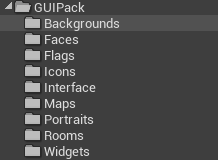 GUIPack
Backgrounds
Faces
Flags
Icons
Interface
Maps
Portraits
Rooms
Widgets